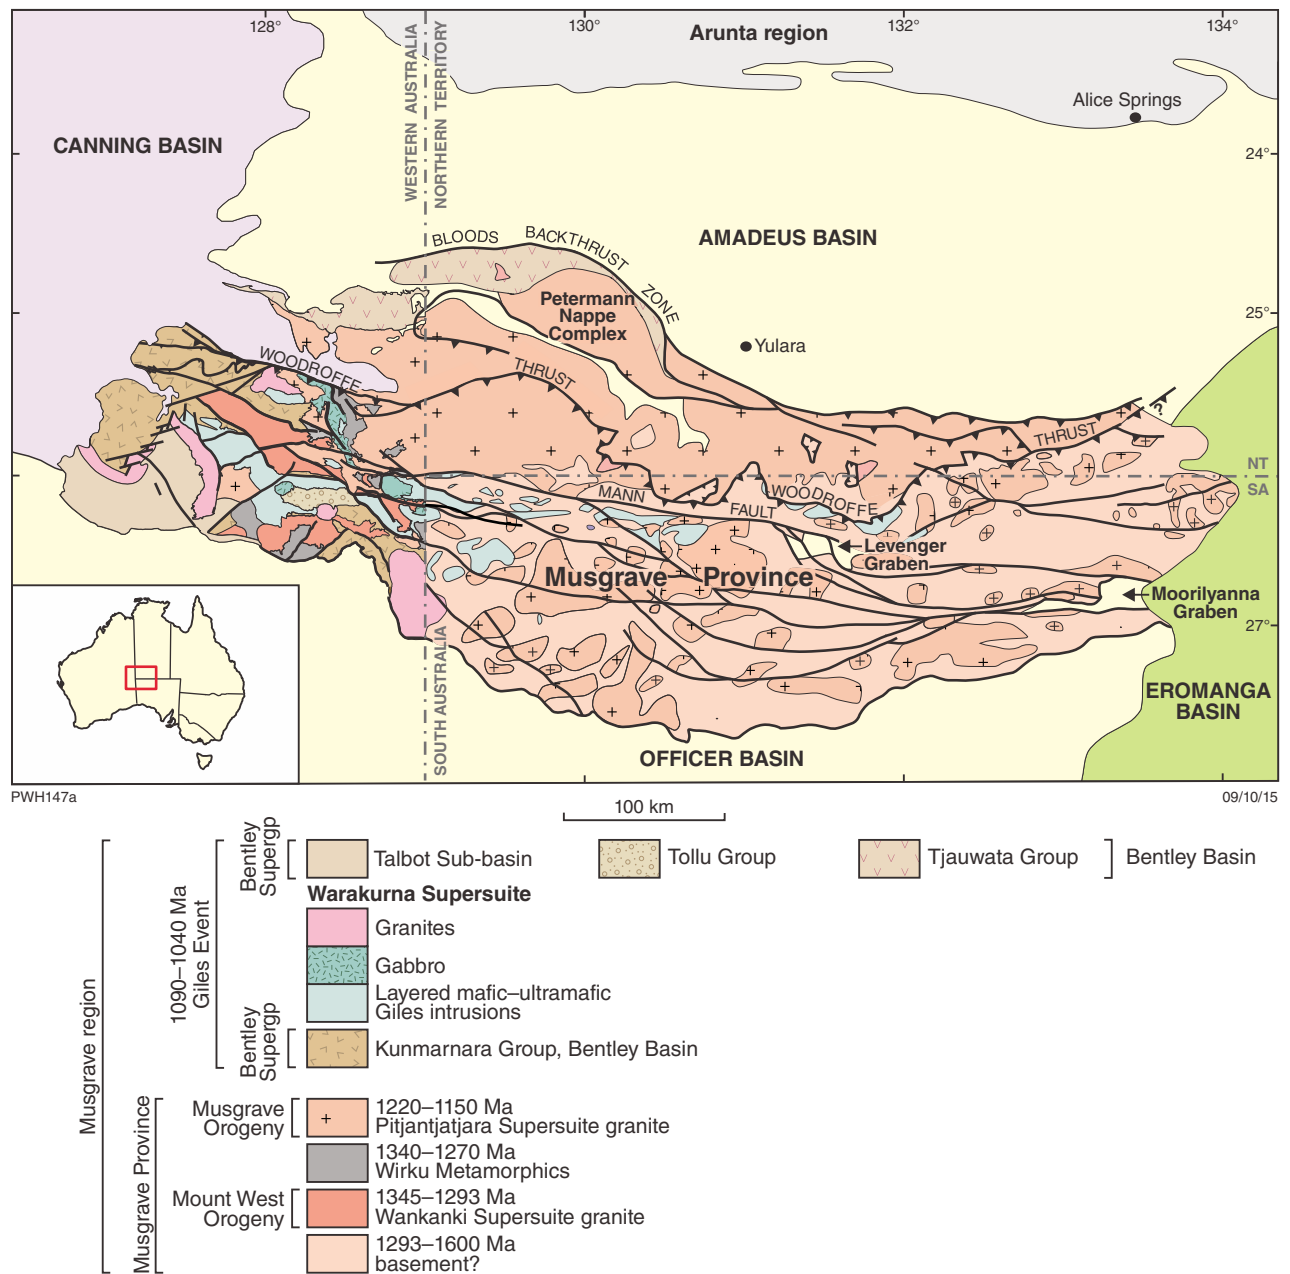 128°
130°
132°
134°
Arunta region
WESTERN AUSTRALIA
NORTHERN TERRITORY
Alice Springs
CANNING BASIN
24°
AMADEUS BASIN
BLOODS BACKTHRUST ZONE
Petermann
Nappe
Complex
25°
Yulara
WOODROFFE
THRUST
?
THRUST
NT
SA
MANN
FAULT
WOODROFFE
Levenger
Graben
Musgrave Province
Moorilyanna
Graben
27°
SOUTH AUSTRALIA
EROMANGA
BASIN
OFFICER BASIN
PWH147a
09/10/15
100 km
Musgrave region
1090–1040 Ma
Giles Event
Bentley
Supergp
Talbot Sub-basin
Tollu Group
Tjauwata Group
Bentley Basin
Warakurna Supersuite
Granites
Gabbro
Layered mafic–ultramafic
Giles intrusions
Bentley
Supergp
Kunmarnara Group, Bentley Basin
Musgrave Province
Musgrave
Orogeny
1220–1150 Ma
Pitjantjatjara Supersuite granite
1340–1270 Ma
Wirku Metamorphics
Mount West
Orogeny
1345–1293 Ma
Wankanki Supersuite granite
1293–1600 Ma
basement?